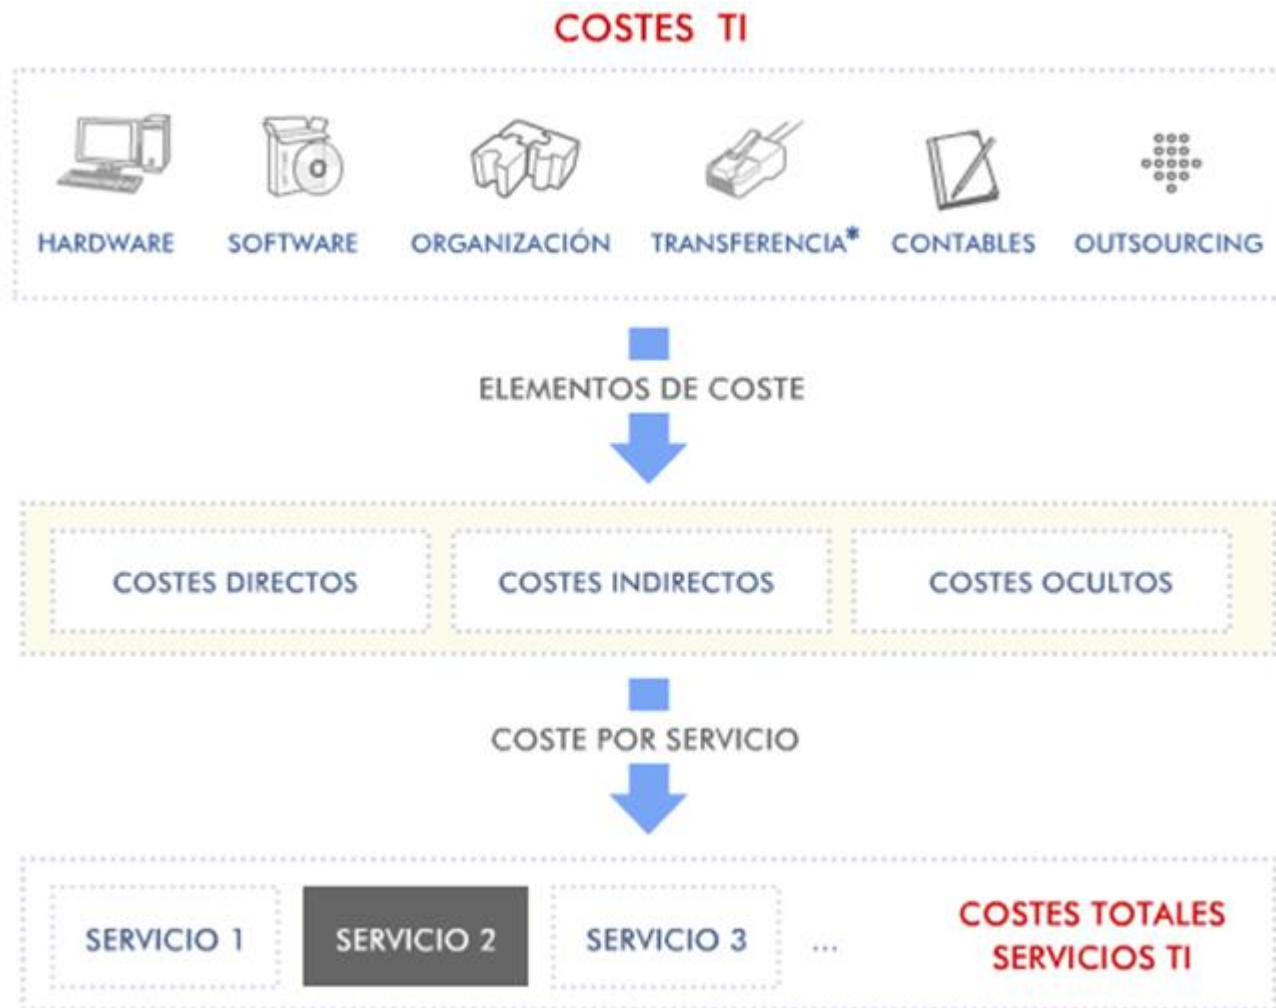 COSTES TI
HARDWARE SOFTWARE ORGANIZACIÓN TRANSFERENCIA* CONTABLES OUTSOURCING
ELEMENTOS DE COSTE
COSTES DIRECTOS COSTES INDIRECTOS COSTES OCULTOS
COSTE POR SERVICIO
SERVICIO 1 SERVICIO 2 SERVICIO 3 ...
COSTES TOTALES
SERVICIOS TI